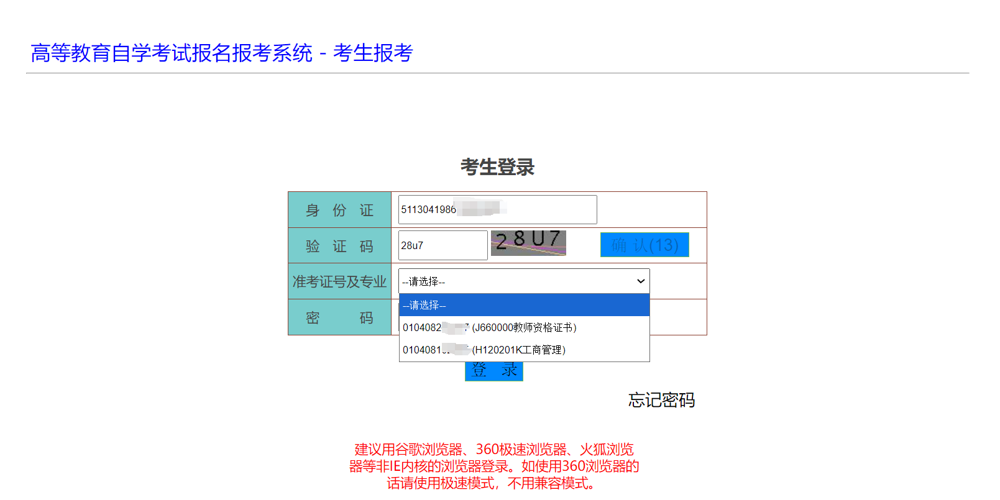 高等教育自学考试报名报考系统 - 考生报考
考生登录
身 份 证 5113041986
验 证 码 28u7 28U7 确 认(13)
准考证号及专业 --请选择--
--请选择--
密 码
0104082 7 (J660000教师资格证书)
0104081 (H120201K工商管理)
登 录
忘记密码
建议用谷歌浏览器、360极速浏览器、火狐浏览
器等非IE内核的浏览器登录。如使用360浏览器的
话请使用极速模式，不用兼容模式。